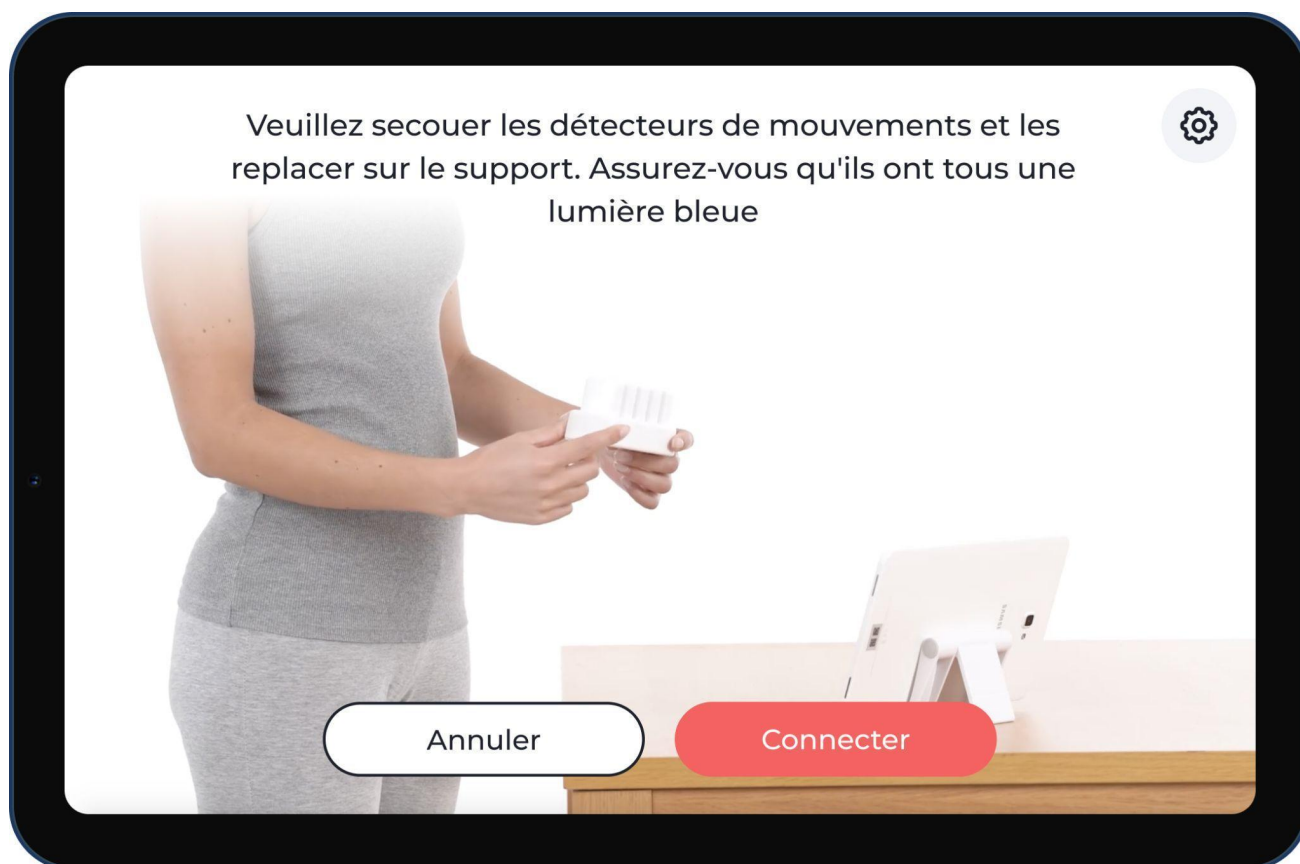 Veuillez secouer les détecteurs de mouvements et les
replacer sur le support. Assurez-vous qu'ils ont tous une
lumière bleue
Annuler
Connecter